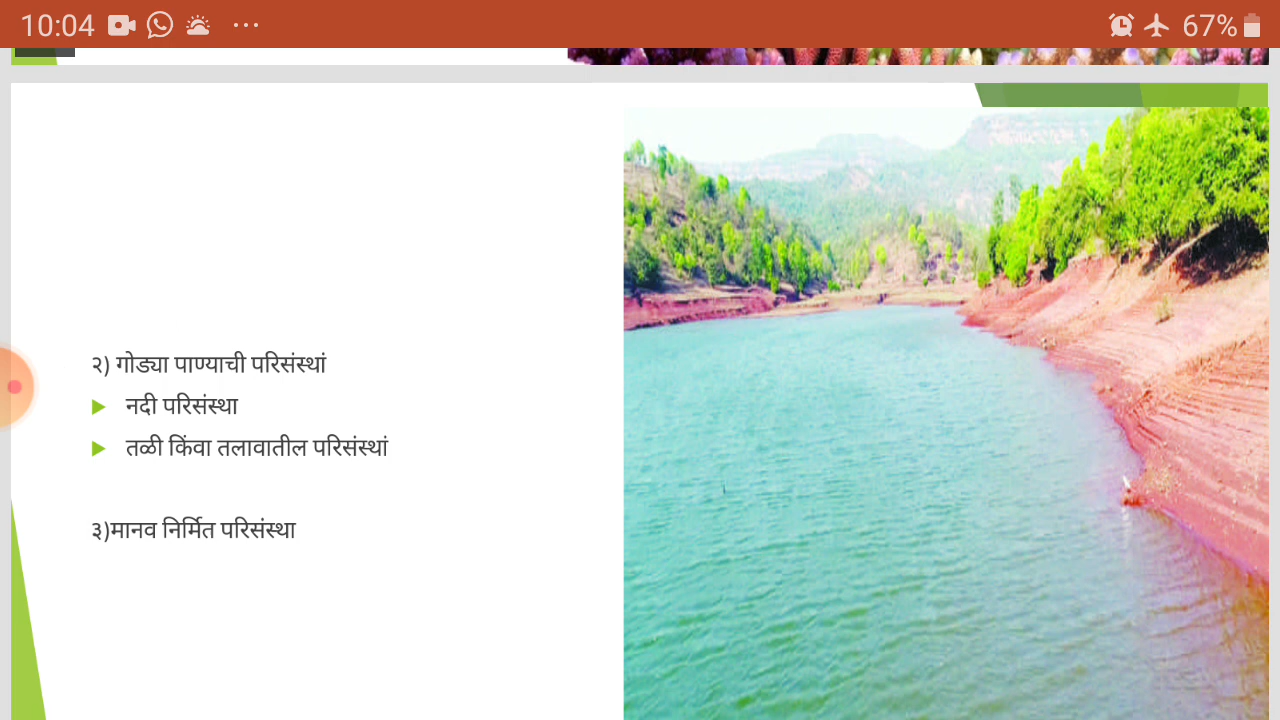 10:04 67%
२) गोड्या पाण्याची परिसंस्थां
नदी परिसंस्था
तळी किंवा तलावातील परिसंस्थां
३)मानव निर्मित परिसंस्था